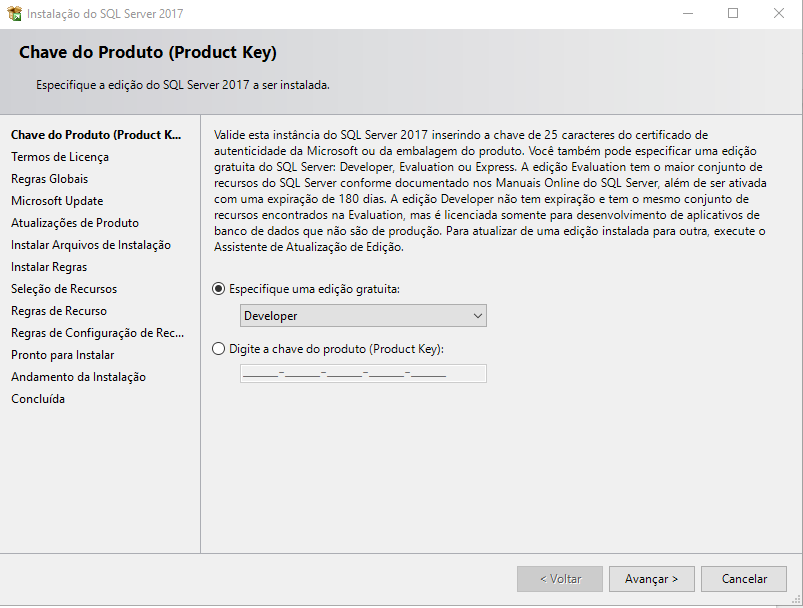 Instalação do SQL Server 2017
Chave do Produto (Product Key)
Especifique a edição do SQL Server 2017 a ser instalada.
Chave do Produto (Product K...
Termos de Licença
Regras Globais
Microsoft Update
Atualizações de Produto
Instalar Arquivos de Instalação
Instalar Regras
Seleção de Recursos
Regras de Recurso
Regras de Configuração de Rec...
Pronto para Instalar
Andamento da Instalação
Concluída
Valide esta instância do SQL Server 2017 inserindo a chave de 25 caracteres do certificado de
autenticidade da Microsoft ou da embalagem do produto. Você também pode especificar uma edição
gratuita do SQL Server: Developer, Evaluation ou Express. A edição Evaluation tem o maior conjunto de
recursos do SQL Server conforme documentado nos Manuais Online do SQL Server, além de ser ativada
com uma expiração de 180 dias. A edição Developer não tem expiração e tem o mesmo conjunto de
recursos encontrados na Evaluation, mas é licenciada somente para desenvolvimento de aplicativos de
banco de dados que não são de produção. Para atualizar de uma edição instalada para outra, execute o
Assistente de Atualização de Edição.
Especifique uma edição gratuita:
Developer
Digite a chave do produto (Product Key):
_____-_____-_____-_____-_____
< Voltar
Avançar >
Cancelar